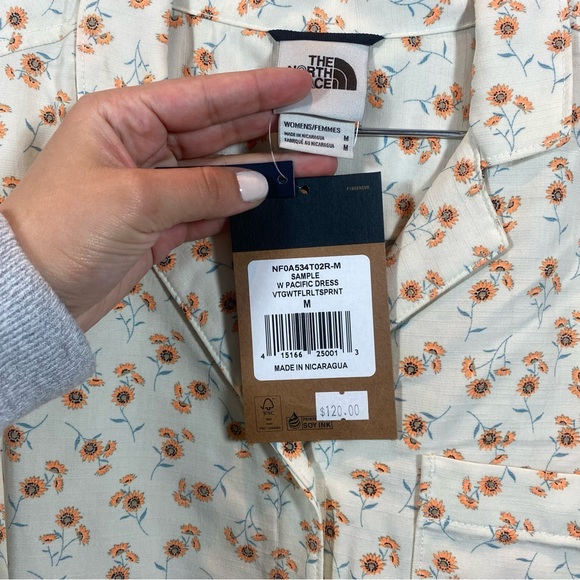 THE
NORTH
FACE
WOMENS/FEMMES M
MADE IN NICARAGUA M
FABRIQUÉ AU NICARAGUA
NF0A534T02R-M
SAMPLE
W PACIFIC DRESS
VTGWTFLRLTSPRNT
M
4 15166 25001 3
MADE IN NICARAGUA
$120.00
FSC
SOY INK